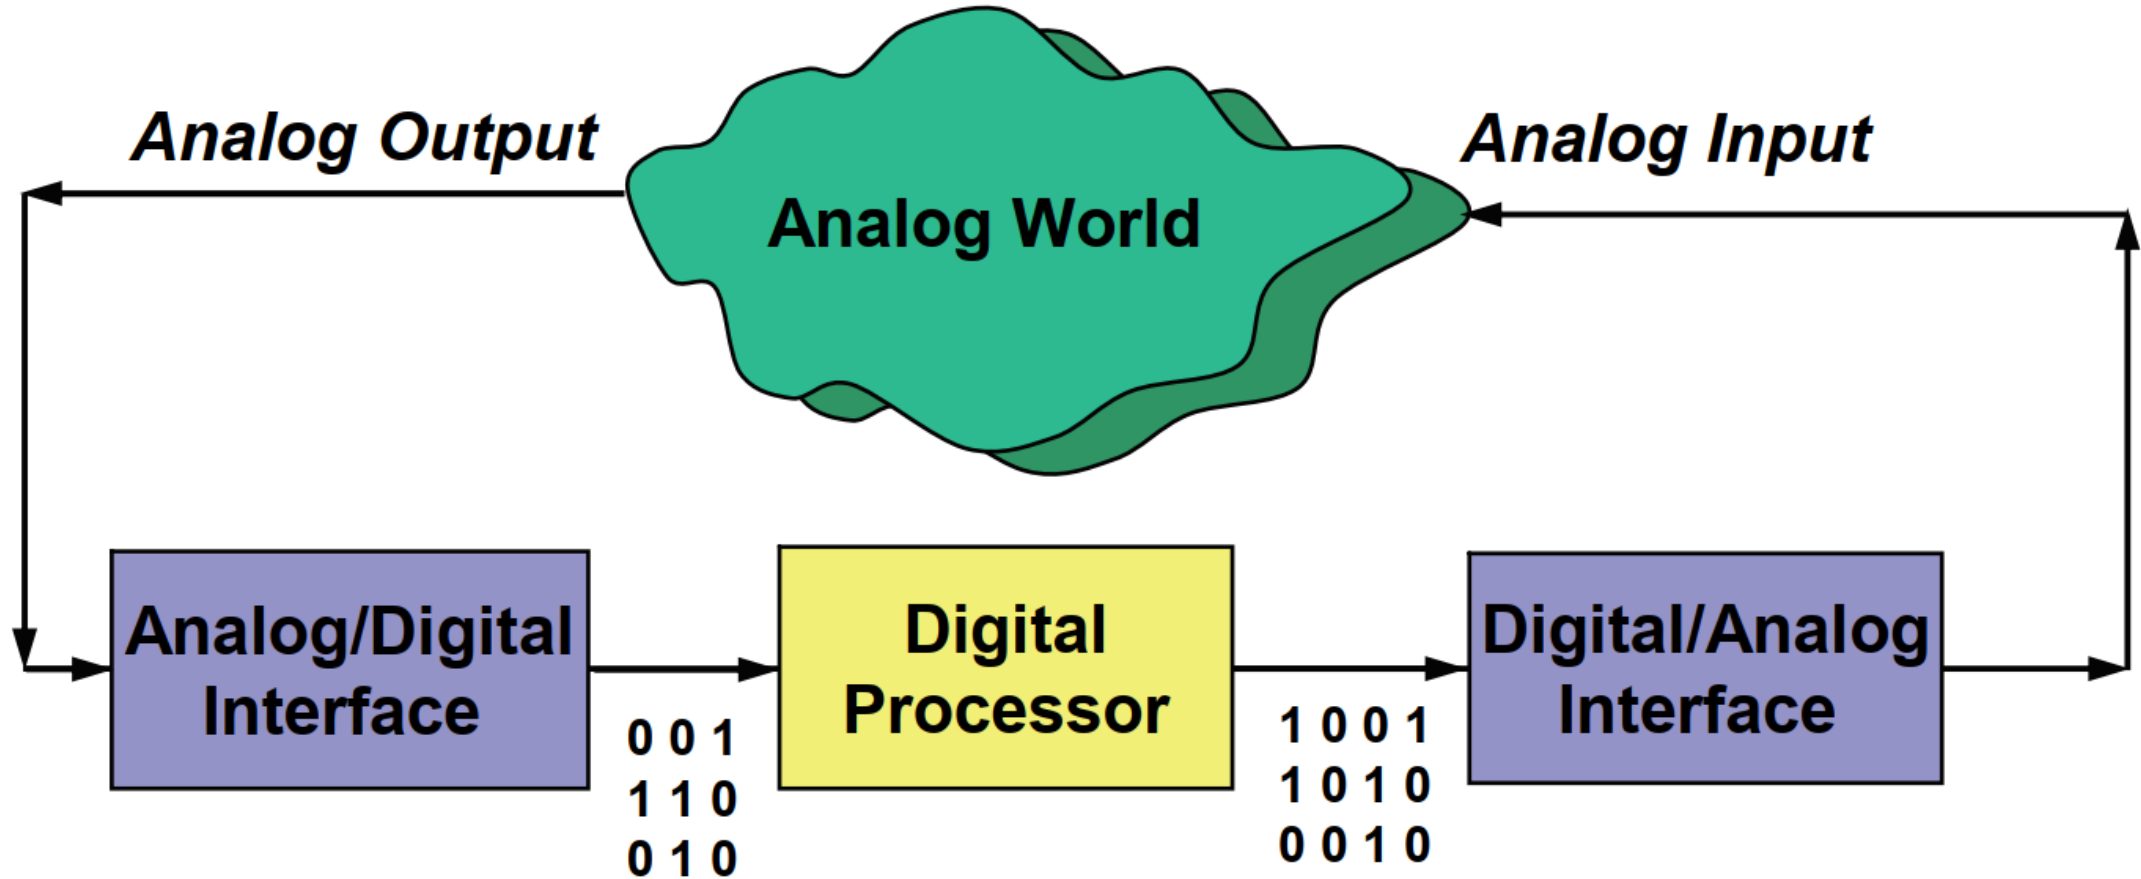 Analog Output
Analog World
Analog Input
Analog/Digital
Interface
0 0 1
1 1 0
0 1 0
Digital
Processor
1 0 0 1
1 0 1 0
0 0 1 0
Digital/Analog
Interface